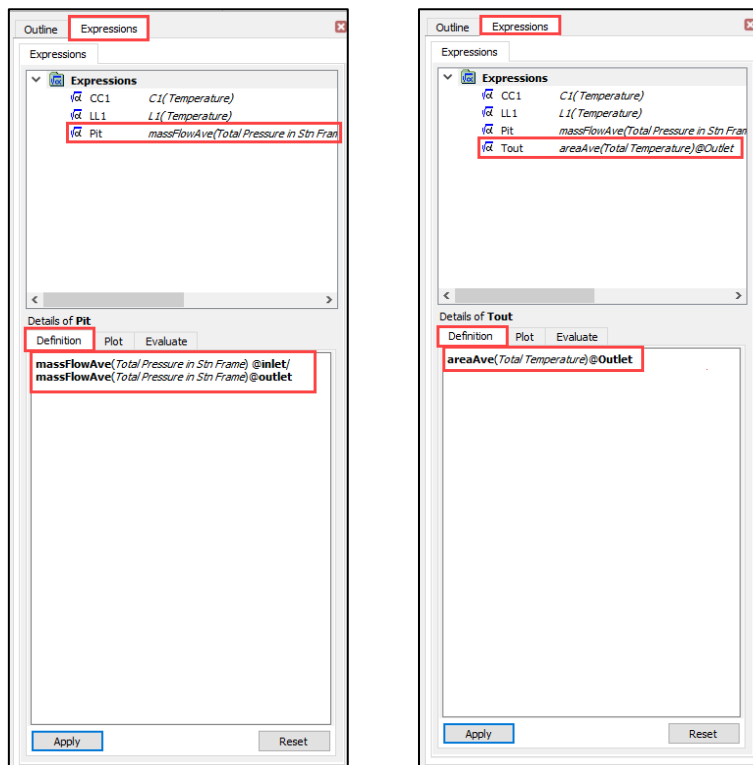 Outline Expressions
Expressions
Expressions
CC1 C1(Temperature)
LL1 L1(Temperature)
Pit massFlowAve(Total Pressure in Stn Fran
Details of Pit
Definition Plot Evaluate
massFlowAve(Total Pressure in Stn Frame) @inlet/
massFlowAve(Total Pressure in Stn Frame)@outlet
Apply Reset
Outline Expressions
Expressions
Expressions
CC1 C1(Temperature)
LL1 L1(Temperature)
Pit massFlowAve(Total Pressure in Stn Fran
Tout areaAve(Total Temperature)@Outlet
Details of Tout
Definition Plot Evaluate
areaAve(Total Temperature)@Outlet
Apply Reset